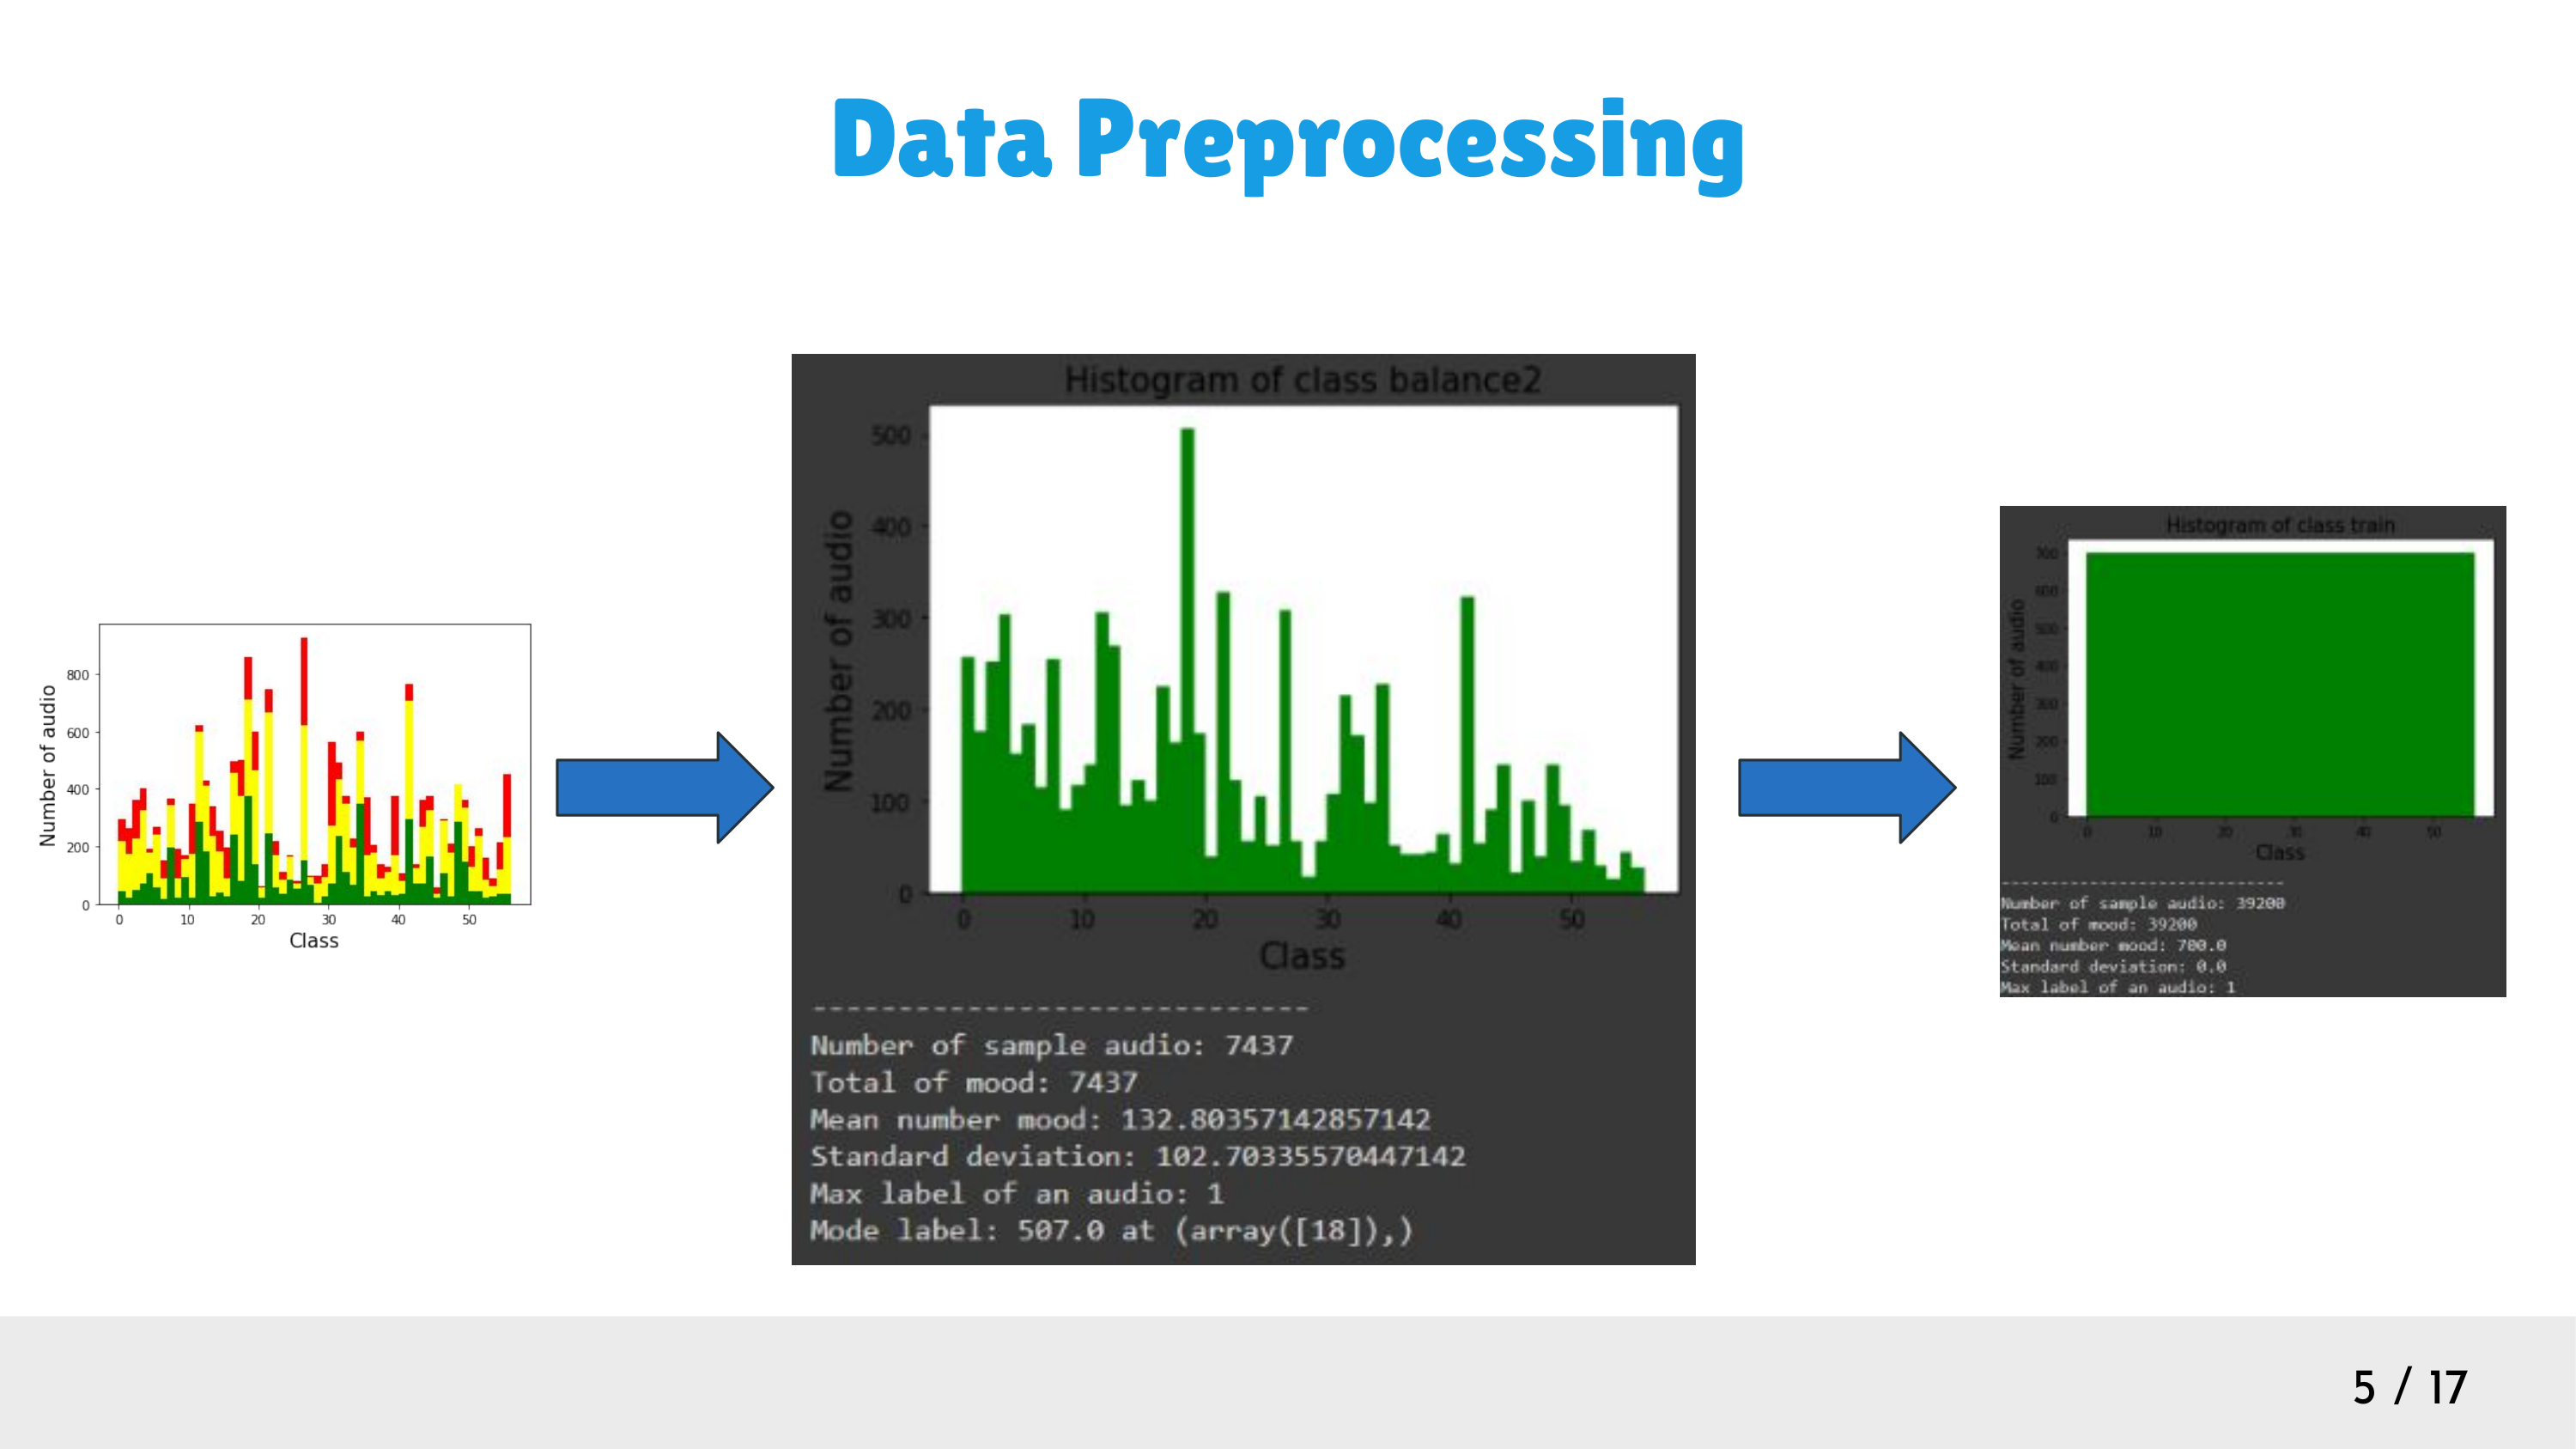 Data Preprocessing
800
600
400
200
0
Number of audio
0 10 20 30 40 50
Class
Histogram of class balance2
500
400
300
200
100
0
Number of audio
0 10 20 30 40 50
Class
-----------------------------
Number of sample audio: 7437
Total of mood: 7437
Mean number mood: 132.80357142857142
Standard deviation: 102.70335570447142
Max label of an audio: 1
Mode label: 507.0 at (array([18]),)
Histogram of class train
700
600
500
400
300
200
100
0
Number of audio
0 10 20 30 40 50
Class
-----------------------------
Number of sample audio: 39200
Total of mood: 39200
Mean number mood: 700.0
Standard deviation: 0.0
Max label of an audio: 1
5 / 17